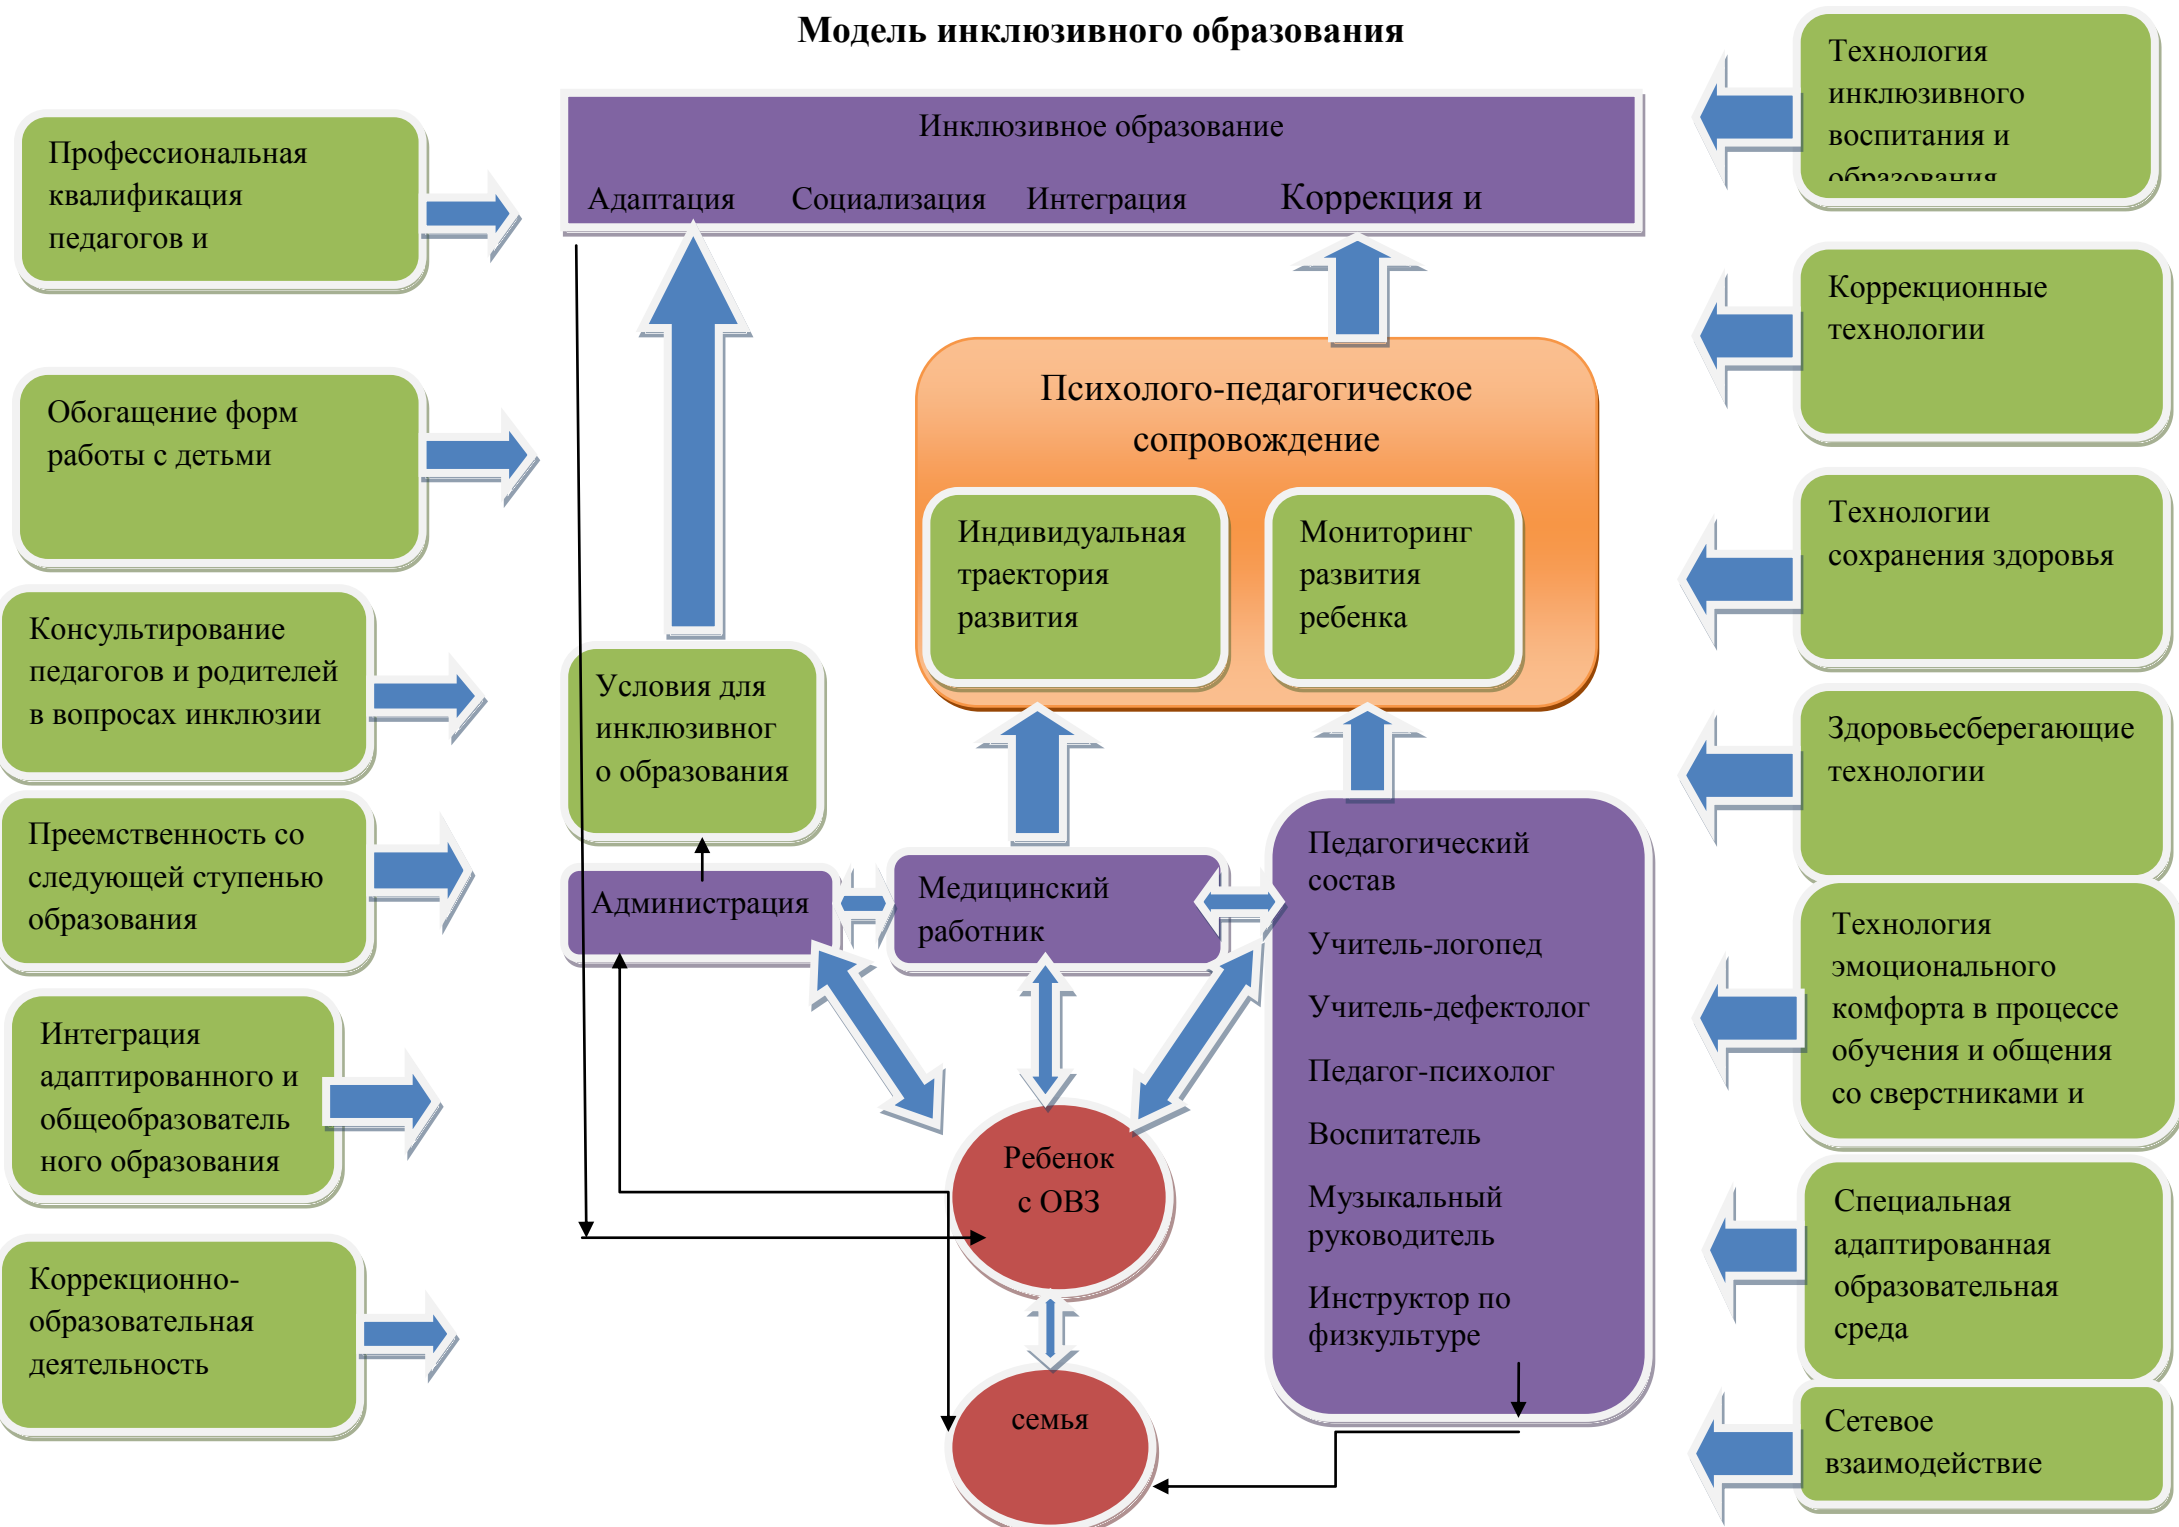 Модель инклюзивного образования
Профессиональная
квалификация
педагогов и
Обогащение форм
работы с детьми
Консультирование
педагогов и родителей
в вопросах инклюзии
Преемственность со
следующей ступенью
образования
Интеграция
адаптированного и
общеобразователь
ного образования
Коррекционно-
образовательная
деятельность
Инклюзивное образование
Адаптация Социализация Интеграция Коррекция и
Психолого-педагогическое
сопровождение
Индивидуальная
траектория
развития
Мониторинг
развития
ребенка
Условия для
инклюзивног
о образования
Администрация
Медицинский
работник
Педагогический
состав
Учитель-логопед
Учитель-дефектолог
Педагог-психолог
Воспитатель
Музыкальный
руководитель
Инструктор по
физкультуре
Ребенок
с ОВЗ
семья
Технология
инклюзивного
воспитания и
образования
Коррекционные
технологии
Технологии
сохранения здоровья
Здоровьесберегающие
технологии
Технология
эмоционального
комфорта в процессе
обучения и общения
со сверстниками и
Специальная
адаптированная
образовательная
среда
Сетевое
взаимодействие